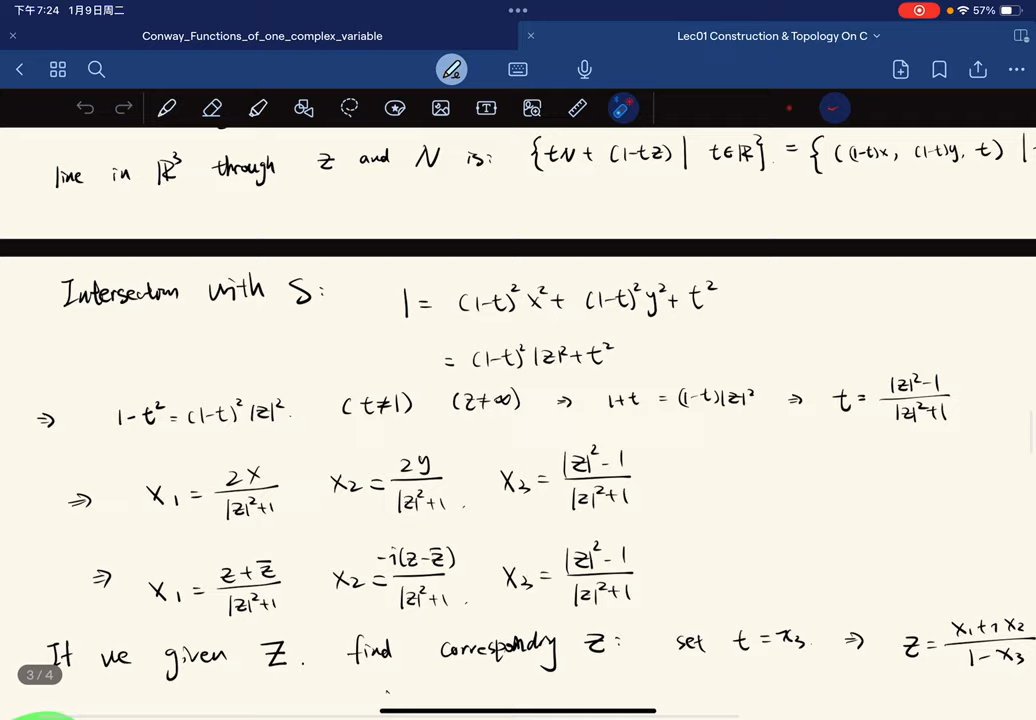 下午7:24 1月9日周二 57%
Conway_Functions_of_one_complex_variable
Lec01 Construction & Topology On C
line in ℝ³ through z and N is: {tN + (1-tz) | t∈ℝ}. = {((1-t)x, (1-t)y, t) |
Intersection with S: 1 = (1-t)²x² + (1-t)²y² + t²
= (1-t)²|z|² + t²
⇒ 1-t² = (1-t)²|z|². (t≠1) (z≠∞) ⇒ 1+t = (1-t)|z|² ⇒ t = |z|²-1 / |z|²+1
⇒ x₁ = 2x / |z|²+1 x₂ = 2y / |z|²+1 . x₃ = |z|²-1 / |z|²+1
⇒ x₁ = z+z̄ / |z|²+1 x₂ = -i(z-z̄) / |z|²+1 . x₃ = |z|²-1 / |z|²+1
If we given Z. find correspondry z: set t = x₃. ⇒ z = x₁+ix₂ / 1-x₃
3/4